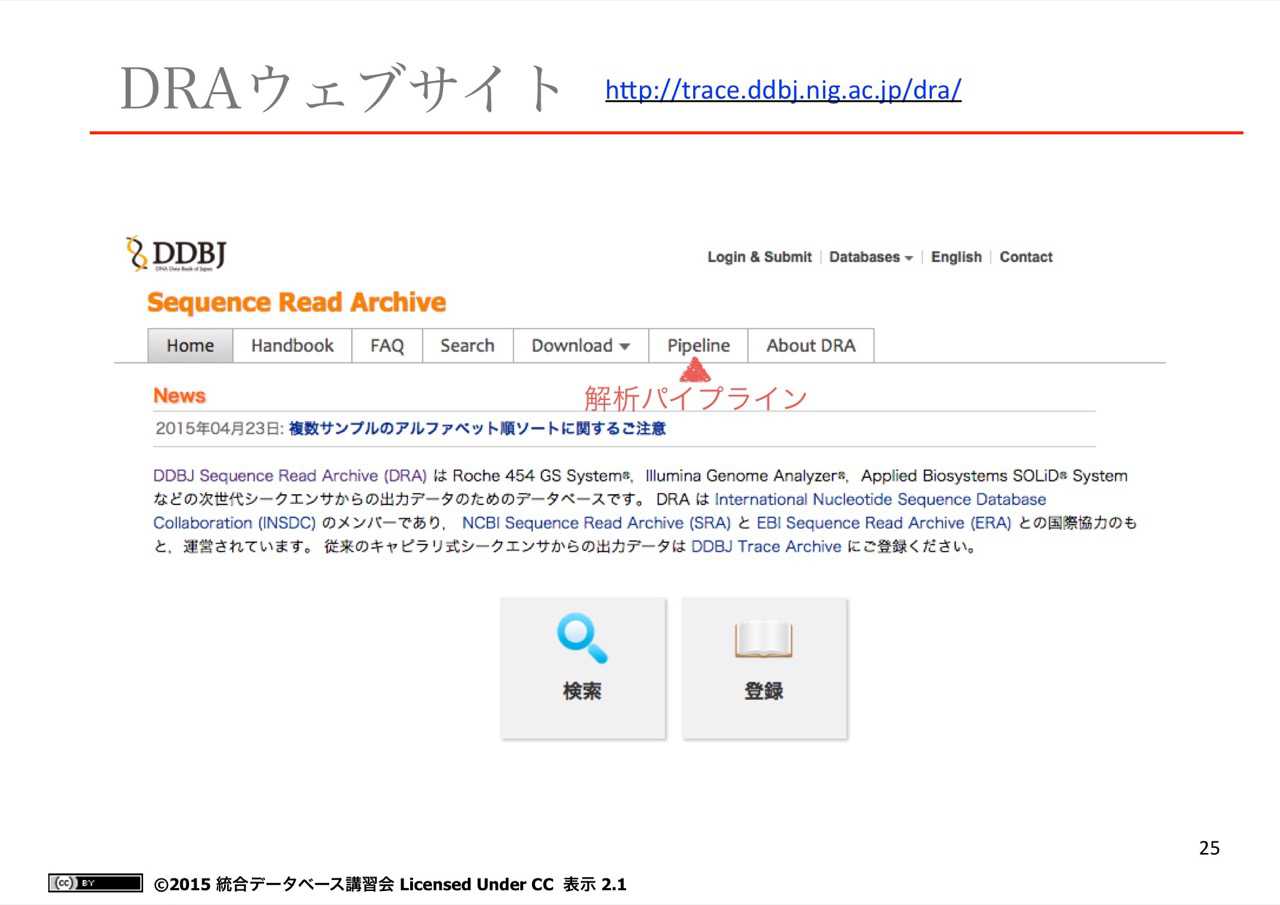 DRAウェブサイト http://trace.ddbj.nig.ac.jp/dra/
DDBJ
DNA Data Bank of Japan
Login & Submit Databases English Contact
Sequence Read Archive
Home Handbook FAQ Search Download Pipeline About DRA
解析パイプライン
News
2015年04月23日: 複数サンプルのアルファベット順ソートに関するご注意
DDBJ Sequence Read Archive (DRA) は Roche 454 GS System®, Illumina Genome Analyzer®, Applied Biosystems SOLiD® System
などの次世代シークエンサからの出力データのためのデータベースです。 DRA は International Nucleotide Sequence Database
Collaboration (INSDC) のメンバーであり, NCBI Sequence Read Archive (SRA) と EBI Sequence Read Archive (ERA) との国際協力のも
と, 運営されています。 従来のキャピラリ式シークエンサからの出力データは DDBJ Trace Archive にご登録ください。
検索 登録
25
cc BY ©2015 統合データベース講習会 Licensed Under CC 表示 2.1